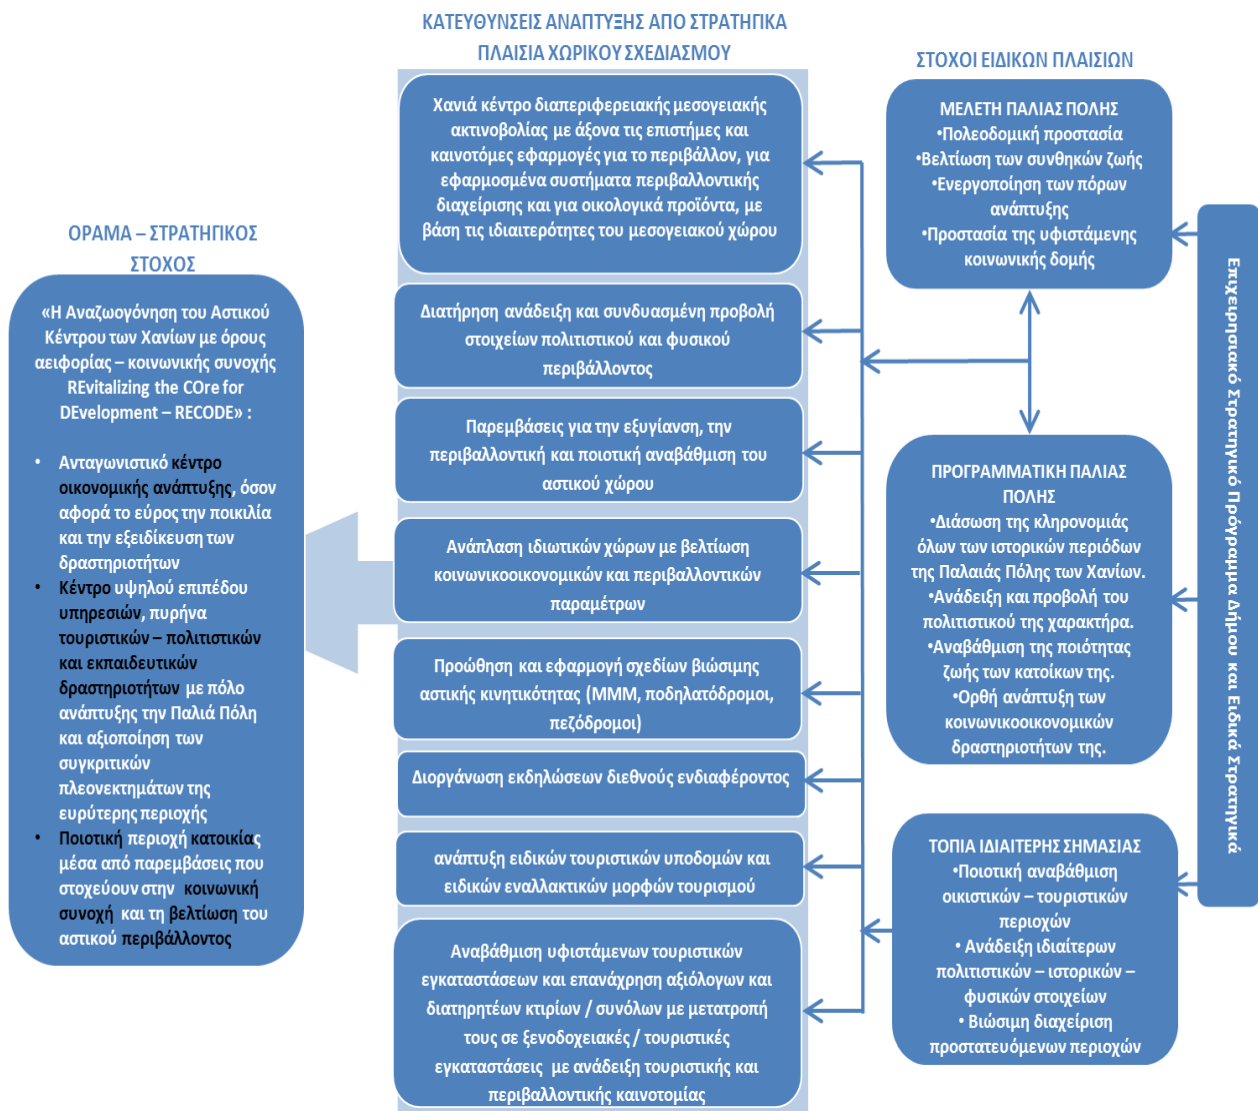 ΟΡΑΜΑ – ΣΤΡΑΤΗΓΙΚΟΣ
ΣΤΟΧΟΣ
«Η Αναζωογόνηση του Αστικού
Κέντρου των Χανίων με όρους
αειφορίας – κοινωνικής συνοχής
REvitalizing the COre for
DEvelopment – RECODE» :
• Ανταγωνιστικό κέντρο
οικονομικής ανάπτυξης, όσον
αφορά το εύρος την ποικιλία
και την εξειδίκευση των
δραστηριοτήτων
• Κέντρο υψηλού επιπέδου
υπηρεσιών, πυρήνα
τουριστικών – πολιτιστικών
και εκπαιδευτικών
δραστηριοτήτων με πόλο
ανάπτυξης την Παλιά Πόλη
και αξιοποίηση των
συγκριτικών
πλεονεκτημάτων της
ευρύτερης περιοχής
• Ποιοτική περιοχή κατοικίας
μέσα από παρεμβάσεις που
στοχεύουν στην κοινωνική
συνοχή και τη βελτίωση του
αστικού περιβάλλοντος
ΚΑΤΕΥΘΥΝΣΕΙΣ ΑΝΑΠΤΥΞΗΣ ΑΠΟ ΣΤΡΑΤΗΓΙΚΑ
ΠΛΑΙΣΙΑ ΧΩΡΙΚΟΥ ΣΧΕΔΙΑΣΜΟΥ
Χανιά κέντρο διαπεριφερειακής μεσογειακής
ακτινοβολίας με άξονα τις επιστήμες και
καινοτόμες εφαρμογές για το περιβάλλον, για
εφαρμοσμένα συστήματα περιβαλλοντικής
διαχείρισης και για οικολογικά προϊόντα, με
βάση τις ιδιαιτερότητες του μεσογειακού χώρου
Διατήρηση ανάδειξη και συνδυασμένη προβολή
στοιχείων πολιτιστικού και φυσικού
περιβάλλοντος
Παρεμβάσεις για την εξυγίανση, την
περιβαλλοντική και ποιοτική αναβάθμιση του
αστικού χώρου
Ανάπλαση ιδιωτικών χώρων με βελτίωση
κοινωνικοοικονομικών και περιβαλλοντικών
παραμέτρων
Προώθηση και εφαρμογή σχεδίων βιώσιμης
αστικής κινητικότητας (ΜΜΜ, ποδηλατόδρομοι,
πεζόδρομοι)
Διοργάνωση εκδηλώσεων διεθνούς ενδιαφέροντος
ανάπτυξη ειδικών τουριστικών υποδομών και
ειδικών εναλλακτικών μορφών τουρισμού
Αναβάθμιση υφιστάμενων τουριστικών
εγκαταστάσεων και επανάχρηση αξιόλογων και
διατηρητέων κτιρίων / συνόλων με μετατροπή
τους σε ξενοδοχειακές / τουριστικές
εγκαταστάσεις με ανάδειξη τουριστικής και
περιβαλλοντικής καινοτομίας
ΣΤΟΧΟΙ ΕΙΔΙΚΩΝ ΠΛΑΙΣΙΩΝ
ΜΕΛΕΤΗ ΠΑΛΙΑΣ ΠΟΛΗΣ
•Πολεοδομική προστασία
•Βελτίωση των συνθηκών ζωής
•Ενεργοποίηση των πόρων
ανάπτυξης
•Προστασία της υφιστάμενης
κοινωνικής δομής
ΠΡΟΓΡΑΜΜΑΤΙΚΗ ΠΑΛΙΑΣ
ΠΟΛΗΣ
•Διάσωση της κληρονομιάς
όλων των ιστορικών περιόδων
της Παλαιάς Πόλης των Χανίων.
•Ανάδειξη και προβολή του
πολιτιστικού της χαρακτήρα.
•Αναβάθμιση της ποιότητας
ζωής των κατοίκων της.
•Ορθή ανάπτυξη των
κοινωνικοοικονομικών
δραστηριοτήτων της.
ΤΟΠΙΑ ΙΔΙΑΙΤΕΡΗΣ ΣΗΜΑΣΙΑΣ
•Ποιοτική αναβάθμιση
οικιστικών – τουριστικών
περιοχών
• Ανάδειξη ιδιαίτερων
πολιτιστικών – ιστορικών –
φυσικών στοιχείων
• Βιώσιμη διαχείριση
προστατευόμενων περιοχών
Επιχειρησιακό Στρατηγικό Πρόγραμμα Δήμου και Ειδικά Στρατηγικά